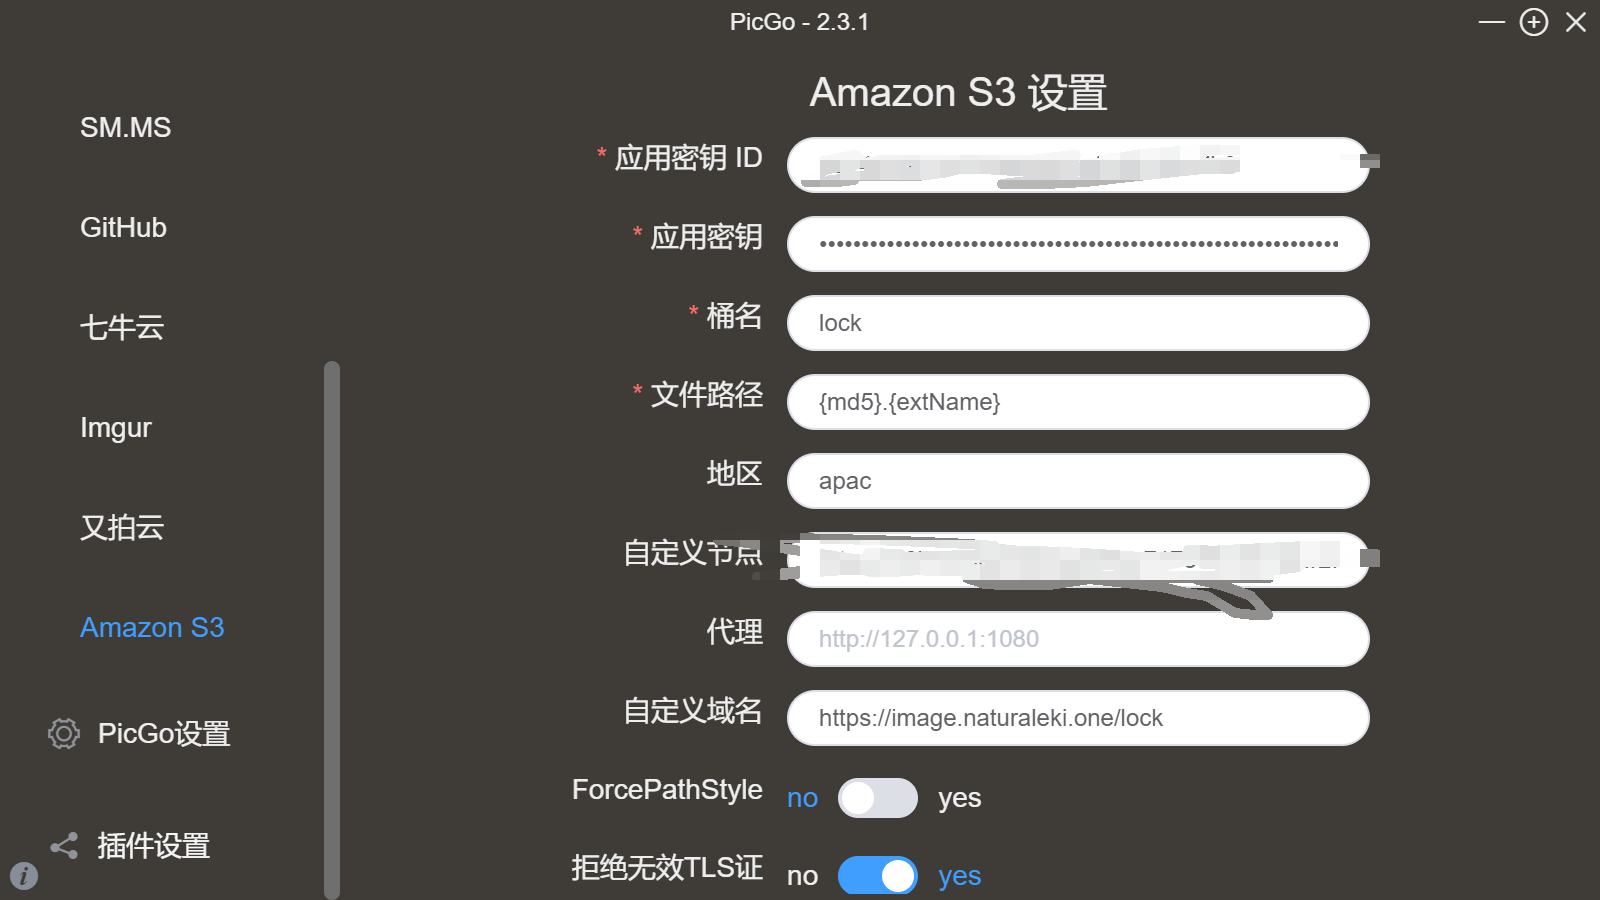 PicGo - 2.3.1
SM.MS
GitHub
七牛云
Imgur
又拍云
Amazon S3
PicGo设置
插件设置
Amazon S3 设置
* 应用密钥 ID
* 应用密钥
* 桶名
lock
* 文件路径
{md5}.{extName}
地区
apac
自定义节点
代理
http://127.0.0.1:1080
自定义域名
https://image.naturaleki.one/lock
ForcePathStyle
no
yes
拒绝无效TLS证
no
yes